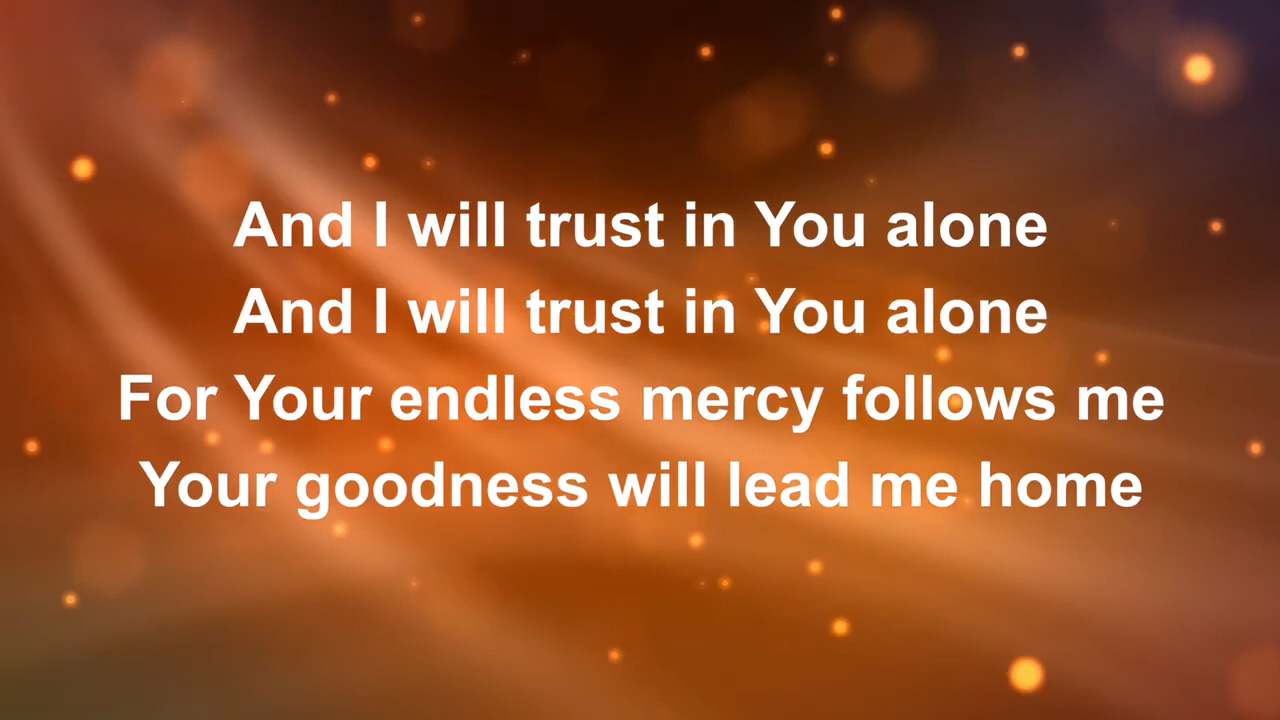 And I will trust in You alone
And I will trust in You alone
For Your endless mercy follows me
Your goodness will lead me home